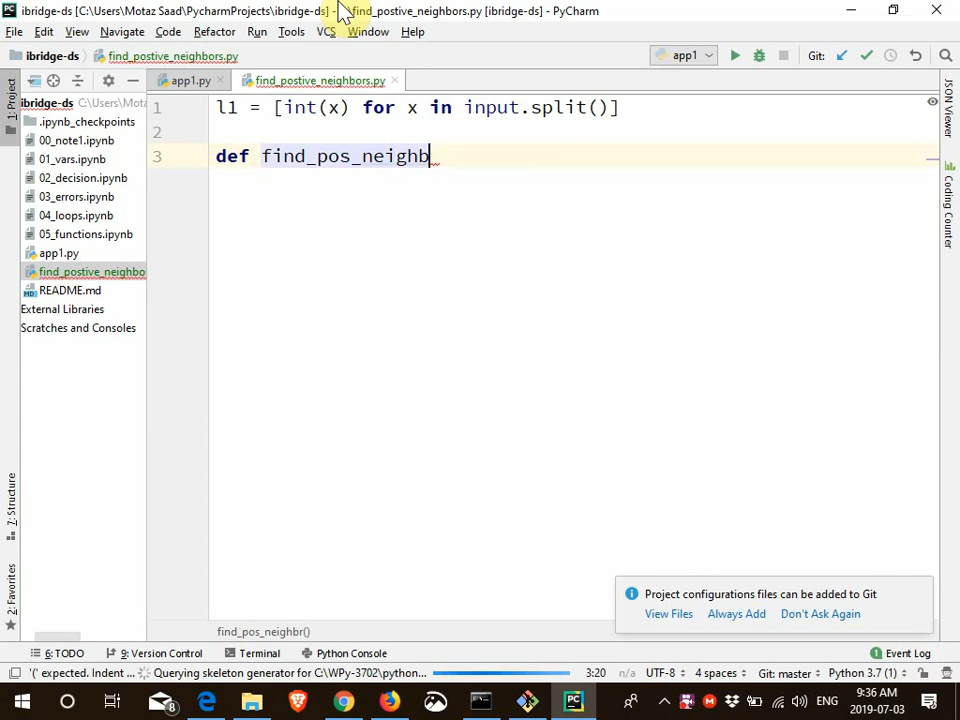 ibridge-ds [C:\Users\Motaz Saad\PycharmProjects\ibridge-ds] - ...\find_postive_neighbors.py [ibridge-ds] - PyCharm
File Edit View Navigate Code Refactor Run Tools VCS Window Help
ibridge-ds find_postive_neighbors.py app1 Git:
1: Project
app1.py find_postive_neighbors.py
ibridge-ds C:\Users\Motaz
.ipynb_checkpoints
00_note1.ipynb
01_vars.ipynb
02_decision.ipynb
03_errors.ipynb
04_loops.ipynb
05_functions.ipynb
app1.py
find_postive_neighbo
README.md
External Libraries
Scratches and Consoles
1 l1 = [int(x) for x in input.split()]
2
3 def find_pos_neighb
JSON Viewer
Coding Counter
7: Structure
2: Favorites
Project configurations files can be added to Git
View Files Always Add Don't Ask Again
find_pos_neighbr()
6: TODO 9: Version Control Terminal Python Console 1 Event Log
'(' expected. Indent ... Querying skeleton generator for C:\WPy-3702\python... 3:20 n/a UTF-8 4 spaces Git: master Python 3.7 (1)
8 ENG 9:36 AM
2019-07-03